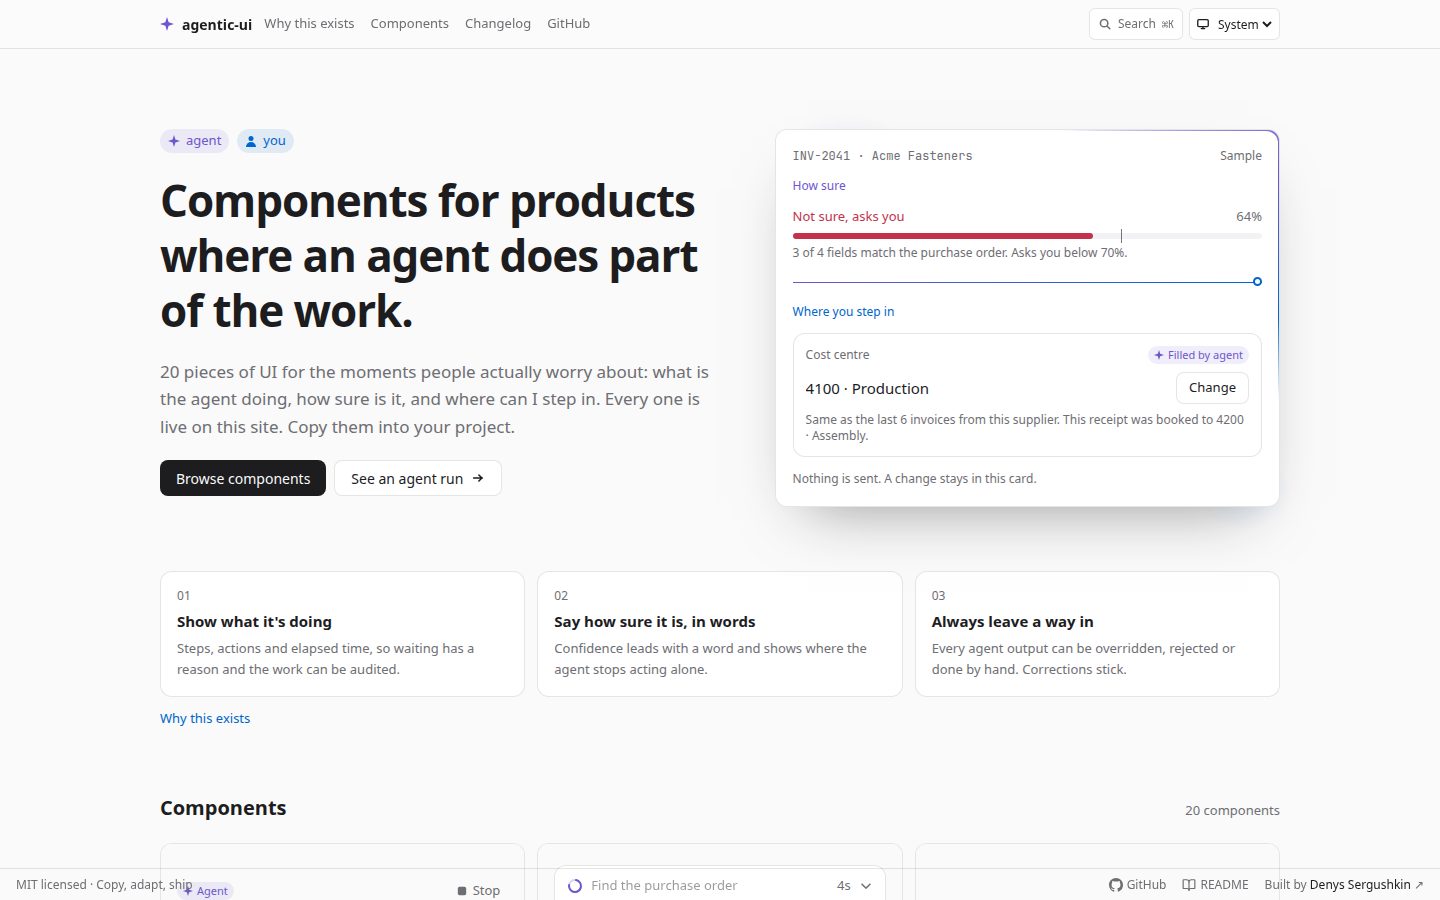 agentic-ui Why this exists Components Changelog GitHub Search ⌘K System
agent you
Components for products
where an agent does part
of the work.
20 pieces of UI for the moments people actually worry about: what is
the agent doing, how sure is it, and where can I step in. Every one is
live on this site. Copy them into your project.
Browse components See an agent run →
INV-2041 · Acme Fasteners Sample
How sure
Not sure, asks you 64%
3 of 4 fields match the purchase order. Asks you below 70%.
Where you step in
Cost centre Filled by agent
4100 · Production Change
Same as the last 6 invoices from this supplier. This receipt was booked to 4200
· Assembly.
Nothing is sent. A change stays in this card.
01
Show what it's doing
Steps, actions and elapsed time, so waiting has a
reason and the work can be audited.
02
Say how sure it is, in words
Confidence leads with a word and shows where the
agent stops acting alone.
03
Always leave a way in
Every agent output can be overridden, rejected or
done by hand. Corrections stick.
Why this exists
Components 20 components
Agent Stop
Find the purchase order 4s
MIT licensed · Copy, adapt, ship GitHub README Built by Denys Sergushkin ↗